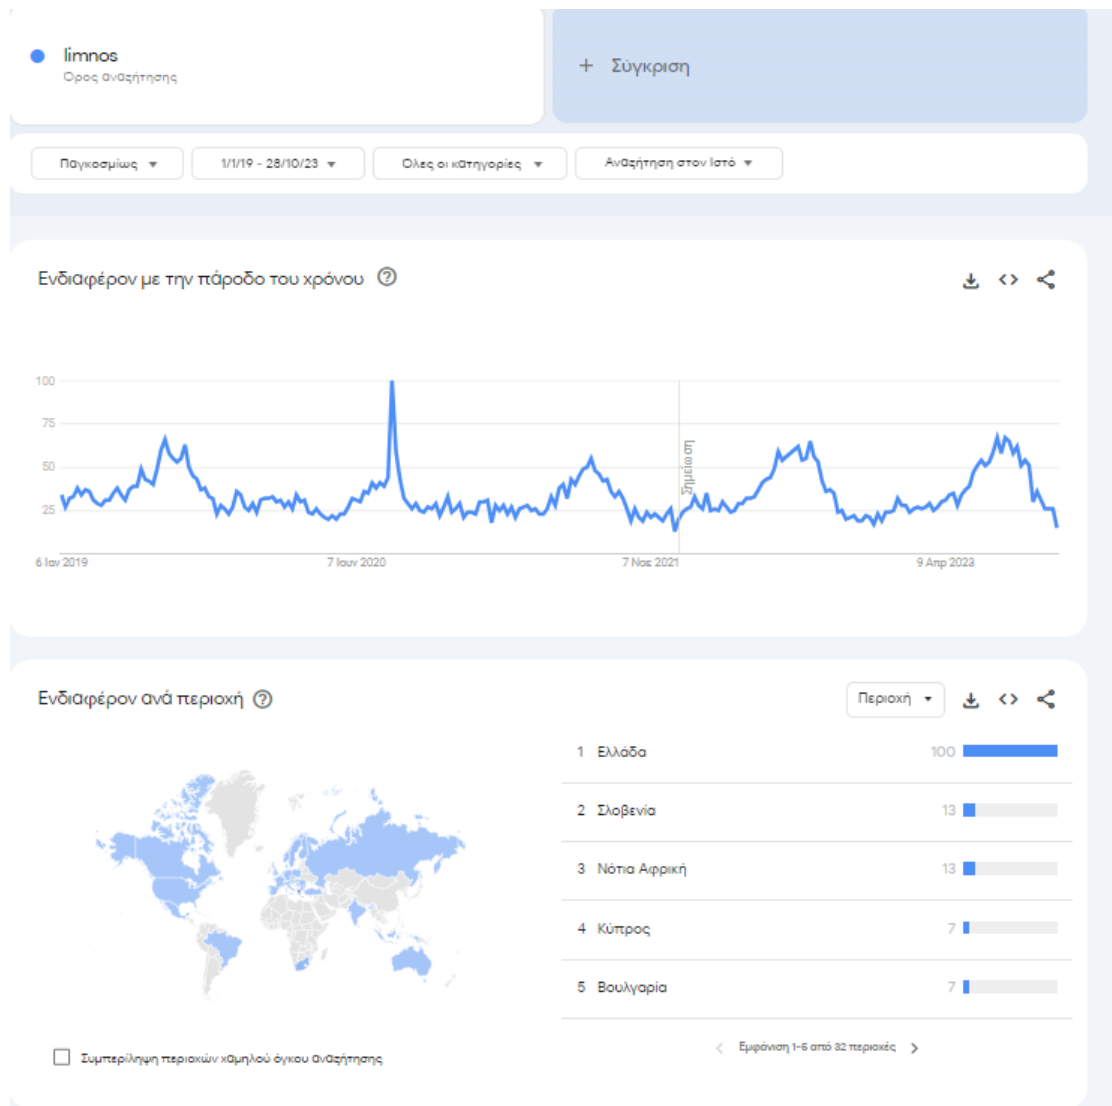 limnos
Όρος αναζήτησης
+ Σύγκριση
Παγκοσμίως
1/1/19 - 28/10/23
Όλες οι κατηγορίες
Αναζήτηση στον Ιστό
Ενδιαφέρον με την πάροδο του χρόνου
100
75
50
25
Σημείωση
6 Ιαν 2019
7 Ιουν 2020
7 Νοε 2021
9 Απρ 2023
Ενδιαφέρον ανά περιοχή
Περιοχή
1 Ελλάδα 100
2 Σλοβενία 13
3 Νότια Αφρική 13
4 Κύπρος 7
5 Βουλγαρία 7
Συμπερίληψη περιοχών χαμηλού όγκου αναζήτησης
Εμφάνιση 1-5 από 32 περιοχές